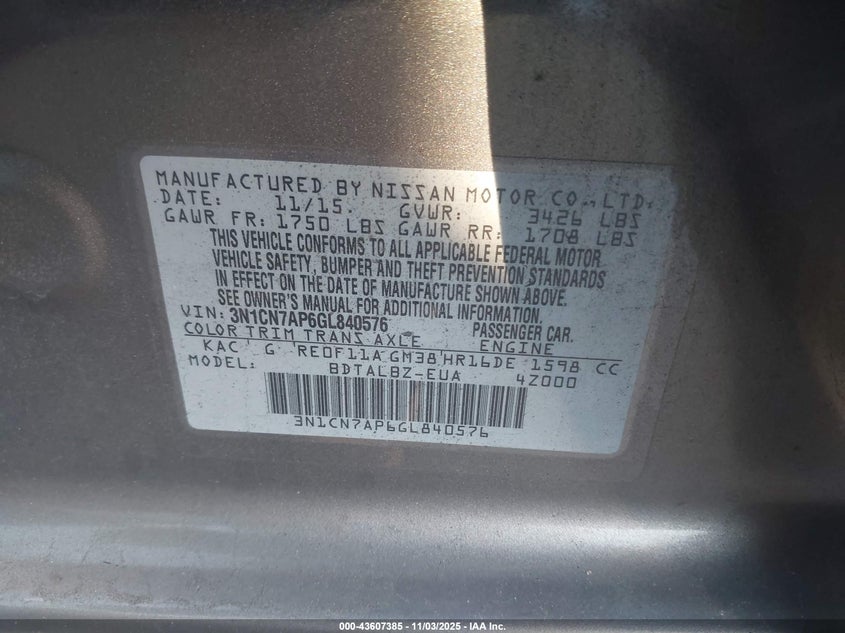 MANUFACTURED BY NISSAN MOTOR CO.,LTD.
DATE: 11/15. GVWR: 3426 LBS
GAWR FR: 1750 LBS GAWR RR: 1708 LBS
THIS VEHICLE CONFORMS TO ALL APPLICABLE FEDERAL MOTOR
VEHICLE SAFETY, BUMPER AND THEFT PREVENTION STANDARDS
IN EFFECT ON THE DATE OF MANUFACTURE SHOWN ABOVE.
SEE OWNER'S MANUAL FOR ADDITIONAL INFORMATION.
VIN: 3N1CN7AP6GL840576 PASSENGER CAR.
COLOR TRIM TRANS AXLE ENGINE
KAC G RE0F11A GM38 HR16DE 1598 CC
MODEL: BDTALBZ-EUA 4Z000
3N1CN7AP6GL840576
000-43607385 - 11/03/2025 - IAA Inc.